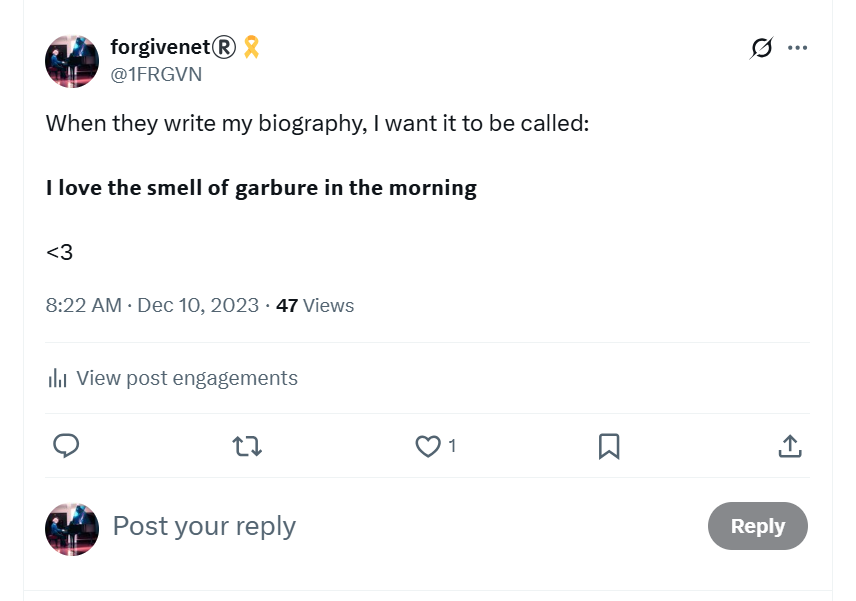 forgivenet®🎗
@1FRGVN
When they write my biography, I want it to be called:
I love the smell of garbure in the morning
<3
8:22 AM · Dec 10, 2023 · 47 Views
View post engagements
1
Post your reply
Reply